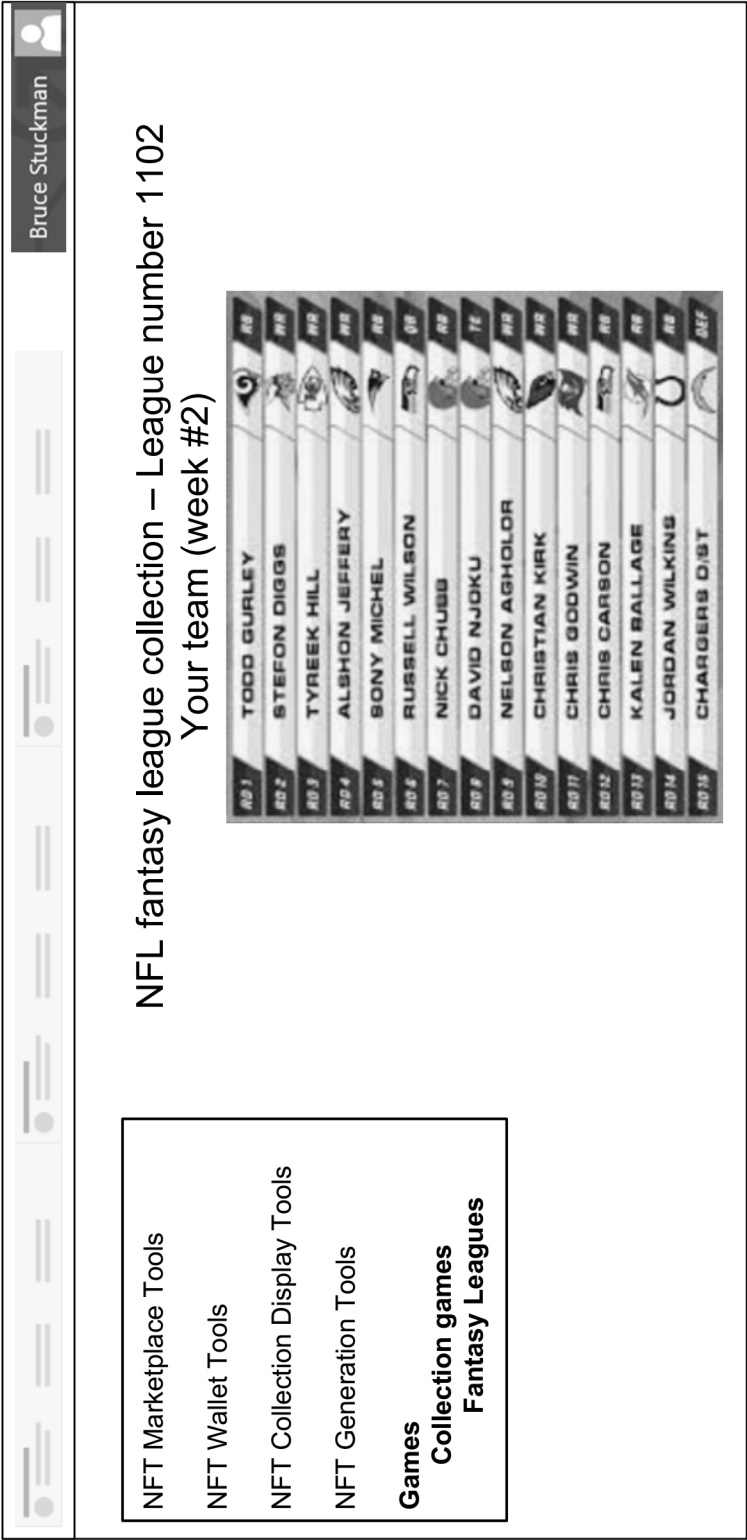 Bruce Stuckman
NFT Marketplace Tools
NFT Wallet Tools
NFT Collection Display Tools
NFT Generation Tools
Games
Collection games
Fantasy Leagues
NFL fantasy league collection – League number 1102
Your team (week #2)
RD 1 TODD GURLEY RB
RD 2 STEFON DIGGS WR
RD 3 TYREEK HILL WR
RD 4 ALSHON JEFFERY WR
RD 5 SONY MICHEL RB
RD 6 RUSSELL WILSON QB
RD 7 NICK CHUBB RB
RD 8 DAVID NJOKU TE
RD 9 NELSON AGHOLOR WR
RD 10 CHRISTIAN KIRK WR
RD 11 CHRIS GODWIN WR
RD 12 CHRIS CARSON RB
RD 13 KALEN BALLAGE RB
RD 14 JORDAN WILKINS RB
RD 15 CHARGERS D/ST DEF